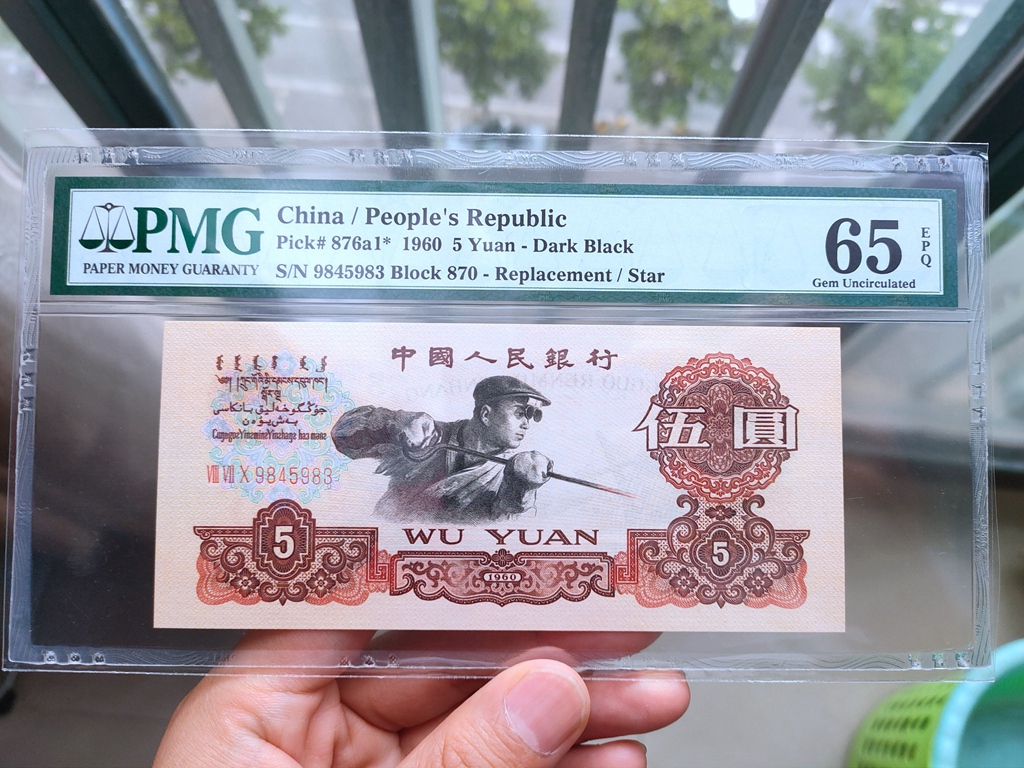 PMG
PAPER MONEY GUARANTY
China / People's Republic
Pick# 876a1* 1960 5 Yuan - Dark Black
S/N 9845983 Block 870 - Replacement / Star
65
EPQ
Gem Uncirculated
中國人民銀行
伍圓
VIII VII X 9845983
WU YUAN
5
1960
5